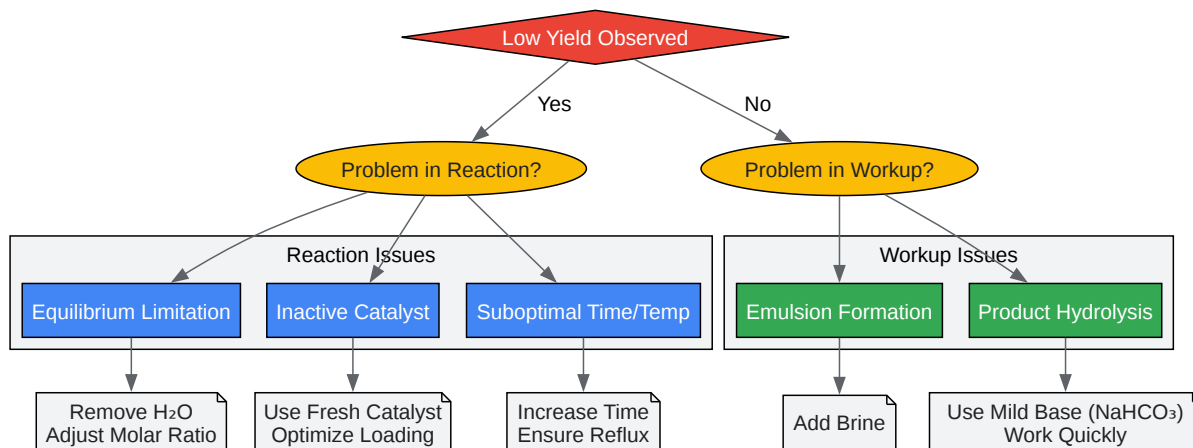 Low Yield Observed
Yes
No
Problem in Reaction?
Problem in Workup?
Reaction Issues
Workup Issues
Equilibrium Limitation
Inactive Catalyst
Suboptimal Time/Temp
Emulsion Formation
Product Hydrolysis
Remove H₂O
Adjust Molar Ratio
Use Fresh Catalyst
Optimize Loading
Increase Time
Ensure Reflux
Add Brine
Use Mild Base (NaHCO₃)
Work Quickly